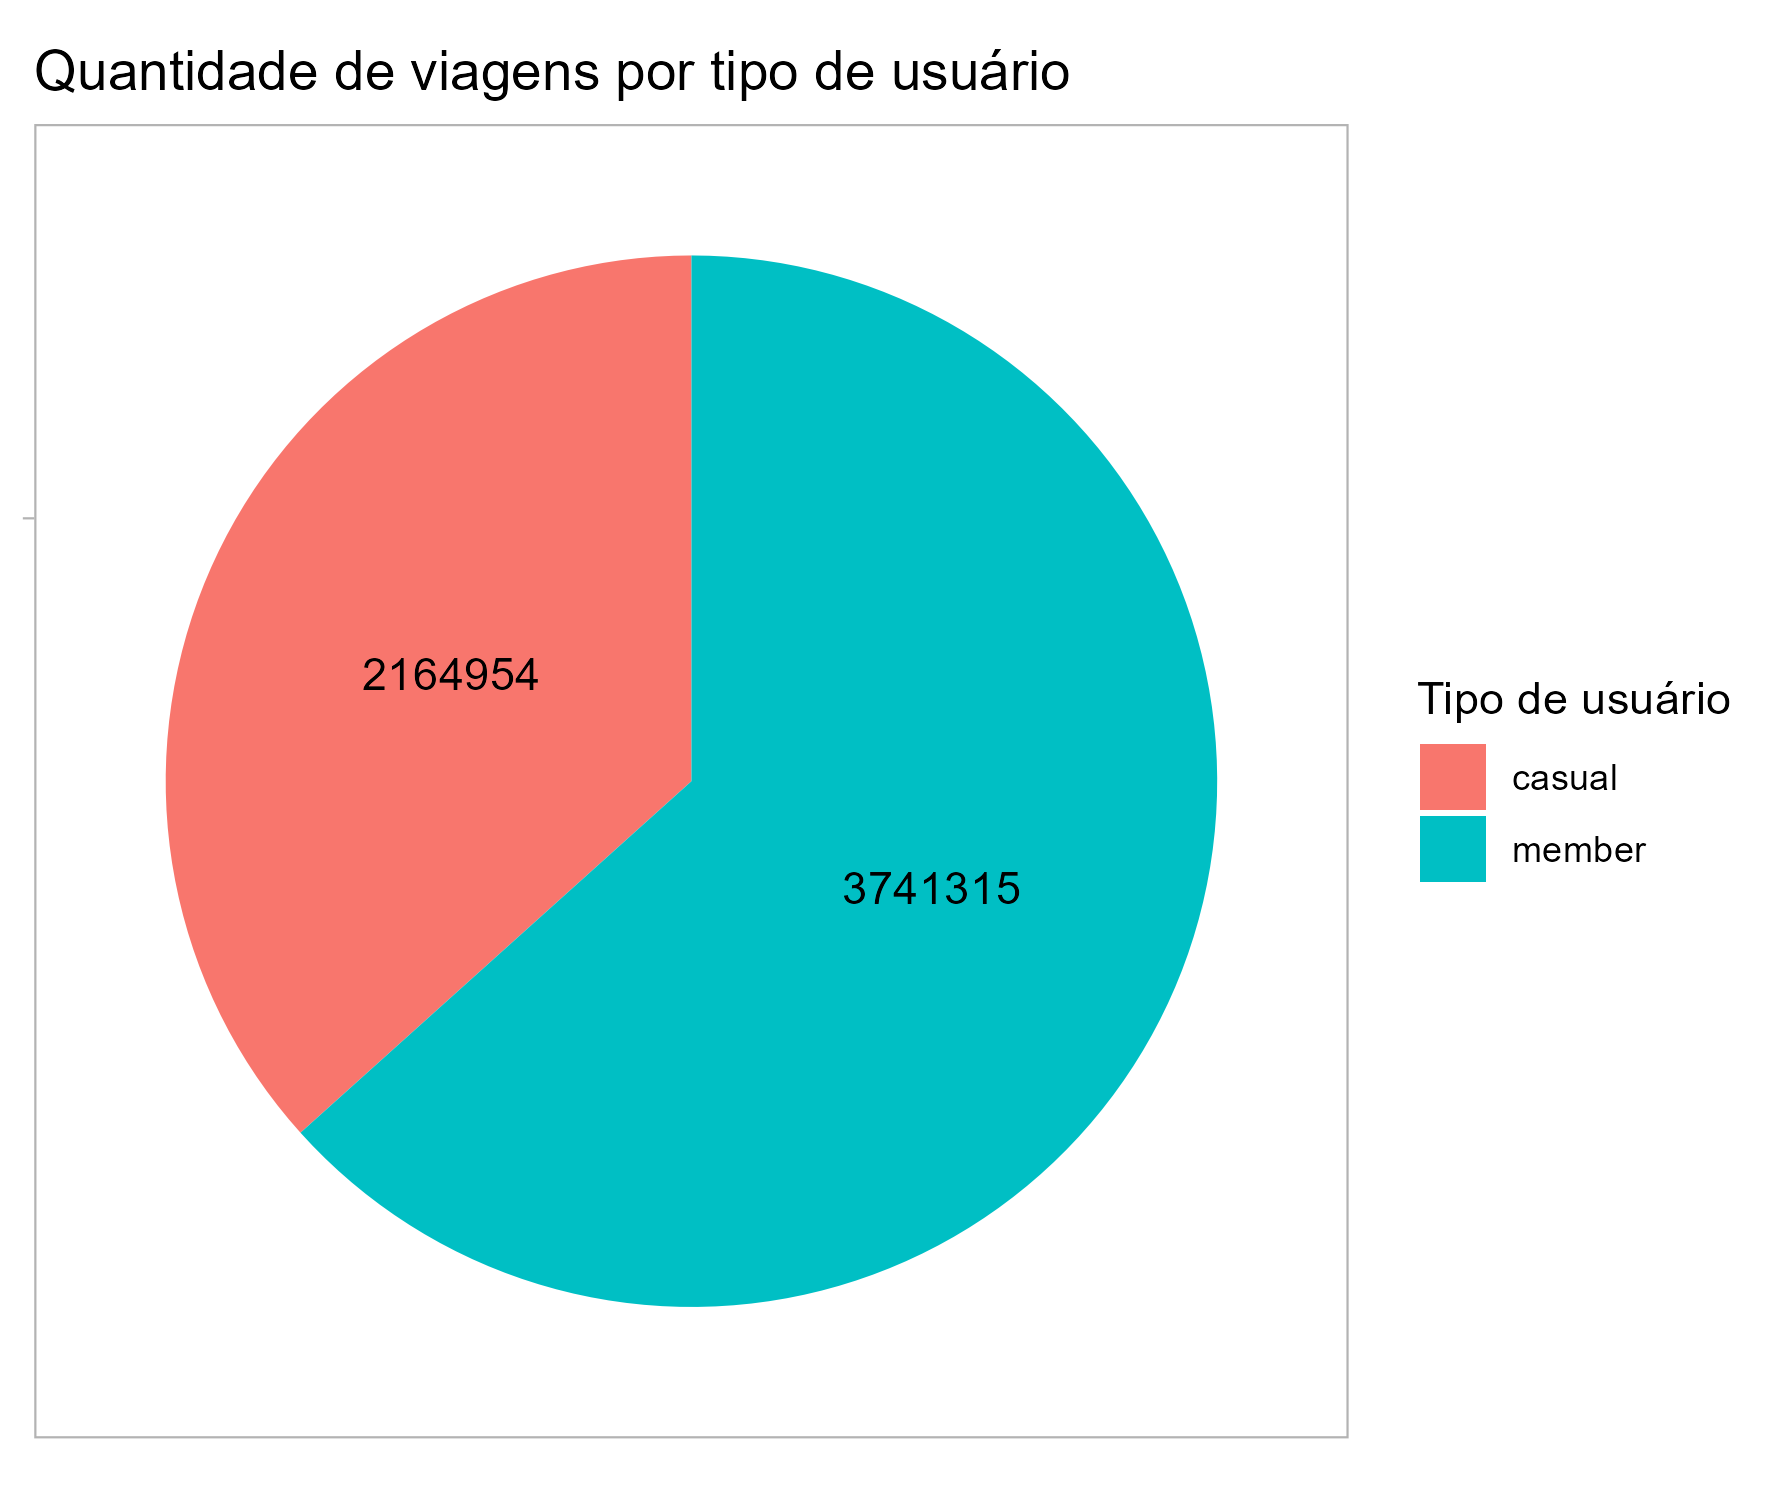 Quantidade de viagens por tipo de usuário
2164954
3741315
Tipo de usuário
casual
member